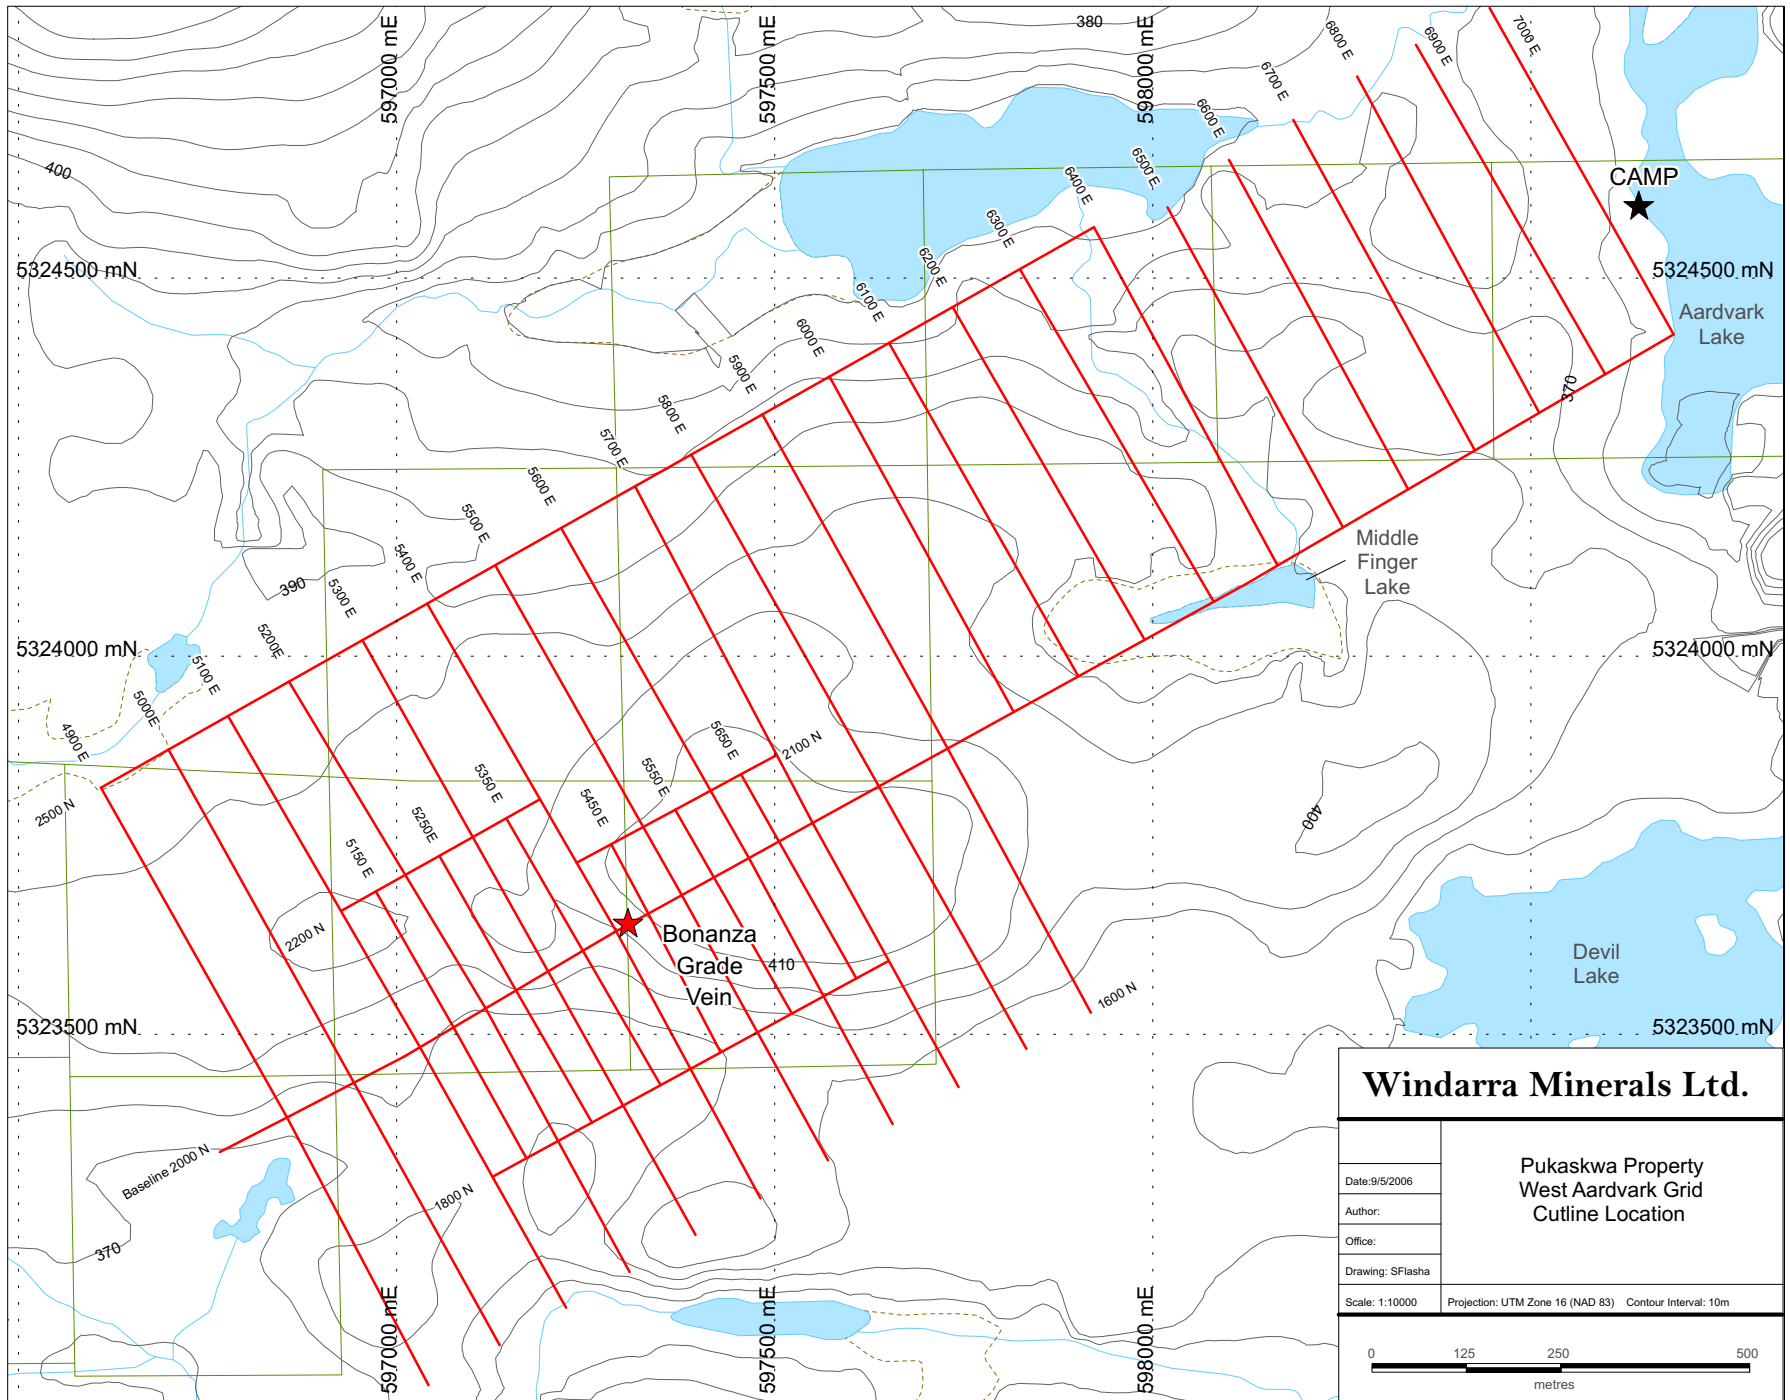 380
597000 mE
597500 mE
598000 mE
6800 E
6900 E
7000 E
6700 E
6600 E
6500 E
6400 E
6300 E
6200 E
6100 E
6000 E
5900 E
5800 E
5700 E
5600 E
5500 E
5400 E
5300 E
5200E
5100 E
5000E
4900 E
400
CAMP
5324500 mN
5324500 mN
Aardvark
Lake
370
390
Middle
Finger
Lake
5324000 mN
5324000 mN
2500 N
5650 E
2100 N
5550 E
5450 E
5350 E
5250E
5150 E
2200 N
400
Bonanza
Grade
Vein
410
Devil
Lake
1600 N
5323500 mN
5323500 mN
Baseline 2000 N
1800 N
370
597000 mE
597500 mE
598000 mE
Windarra Minerals Ltd.
Pukaskwa Property
West Aardvark Grid
Cutline Location
Date:9/5/2006
Author:
Office:
Drawing: SFlasha
Scale: 1:10000
Projection: UTM Zone 16 (NAD 83) Contour Interval: 10m
0 125 250 500
metres